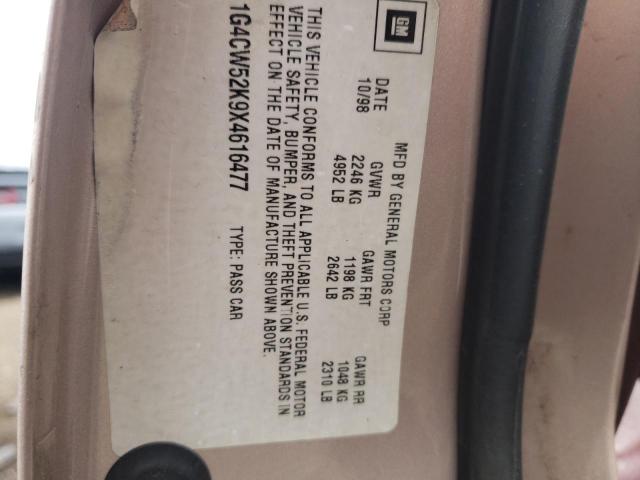 GM
MFD BY GENERAL MOTORS CORP
DATE GVWR GAWR FRT GAWR RR
10/98 2246 KG 1198 KG 1048 KG
4952 LB 2642 LB 2310 LB
THIS VEHICLE CONFORMS TO ALL APPLICABLE U.S. FEDERAL MOTOR
VEHICLE SAFETY, BUMPER, AND THEFT PREVENTION STANDARDS IN
EFFECT ON THE DATE OF MANUFACTURE SHOWN ABOVE.
1G4CW52K9X4616477 TYPE: PASS CAR